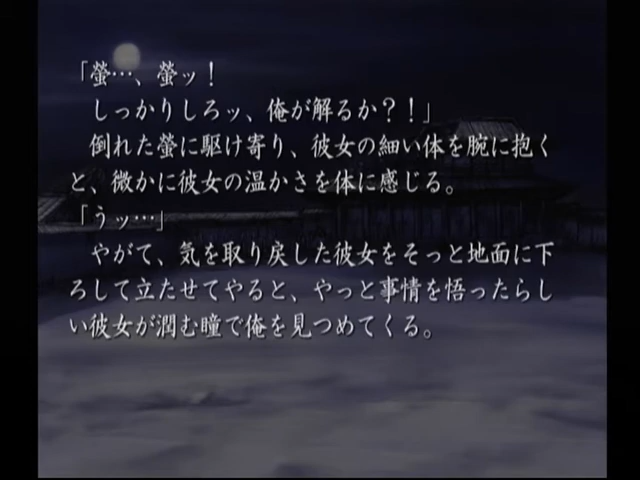 「螢…、螢ッ！
しっかりしろッ、俺が解るか？！」
倒れた螢に駆け寄り、彼女の細い体を腕に抱く
と、微かに彼女の温かさを体に感じる。
「うッ…」
やがて、気を取り戻した彼女をそっと地面に下
ろして立たせてやると、やっと事情を悟ったらし
い彼女が潤む瞳で俺を見つめてくる。